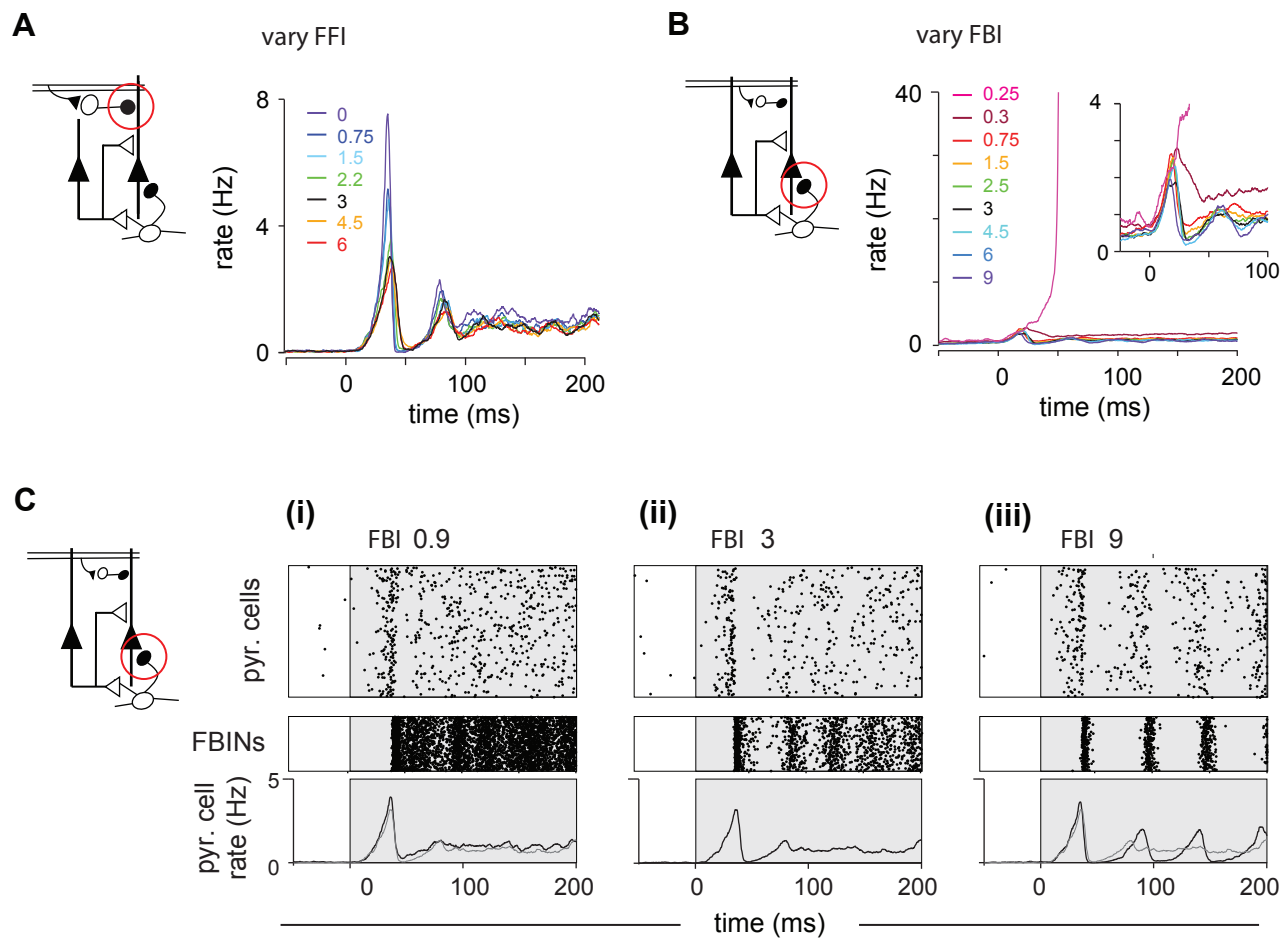 A
vary FFI
8
4
0
rate (Hz)
0
0.75
1.5
2.2
3
4.5
6
0
100
200
time (ms)
B
vary FBI
40
0
rate (Hz)
0.25
0.3
0.75
1.5
2.5
3
4.5
6
9
4
0
0
100
0
100
200
time (ms)
C
(i)
FBI 0.9
(ii)
FBI 3
(iii)
FBI 9
pyr. cells
FBINs
pyr. cell
rate (Hz)
5
0
0
100
200
0
100
200
0
100
200
time (ms)